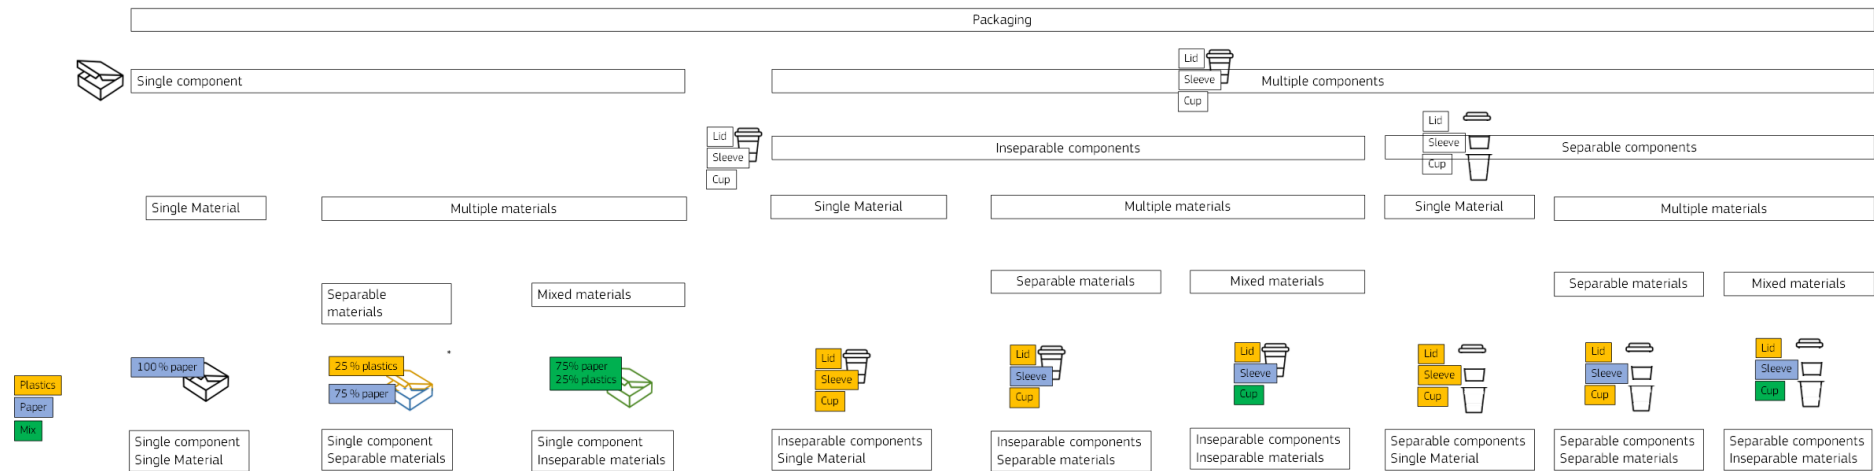 Packaging
Single component
Lid
Sleeve
Cup
Multiple components
Lid
Sleeve
Cup
Inseparable components
Lid
Sleeve
Cup
Separable components
Single Material
Multiple materials
Single Material
Multiple materials
Single Material
Multiple materials
Separable
materials
Mixed materials
Separable materials
Mixed materials
Separable materials
Mixed materials
Plastics
Paper
Mix
100 % paper
25 % plastics
75 % paper
*
75% paper
25% plastics
Lid
Sleeve
Cup
Lid
Sleeve
Cup
Lid
Sleeve
Cup
Lid
Sleeve
Cup
Lid
Sleeve
Cup
Lid
Sleeve
Cup
Single component
Single Material
Single component
Separable materials
Single component
Inseparable materials
Inseparable components
Single Material
Inseparable components
Separable materials
Inseparable components
Inseparable materials
Separable components
Single Material
Separable components
Separable materials
Separable components
Inseparable materials